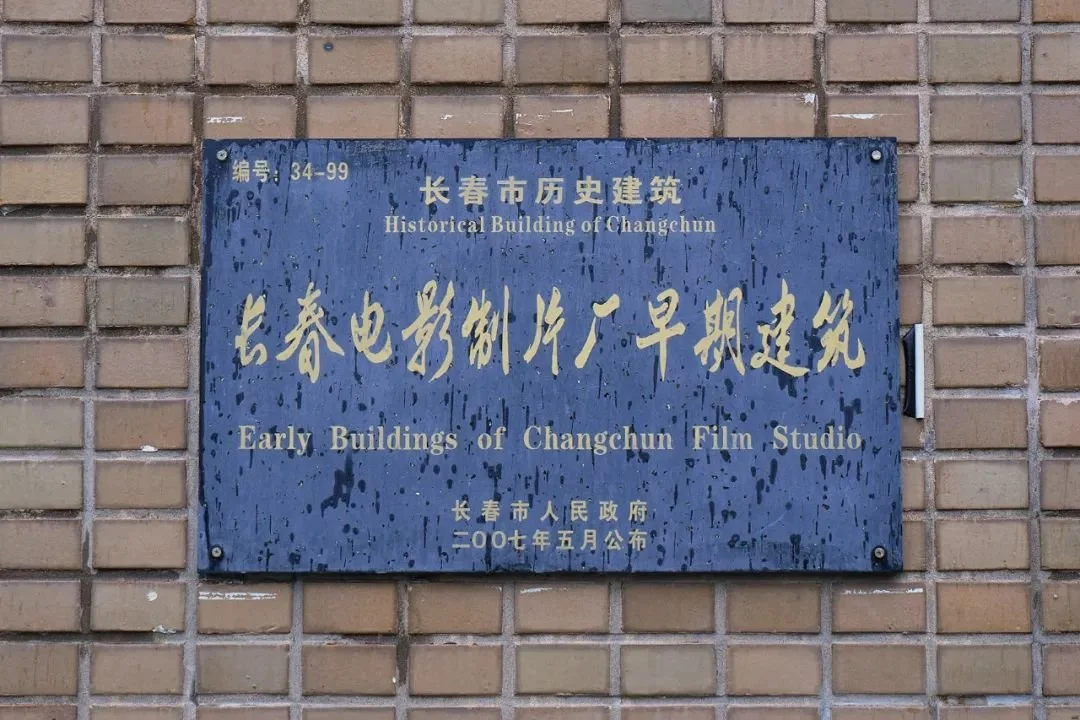 编号：34-99
长春市历史建筑
Historical Building of Changchun
长春电影制片厂早期建筑
Early Buildings of Changchun Film Studio
长春市人民政府
二〇〇七年五月公布